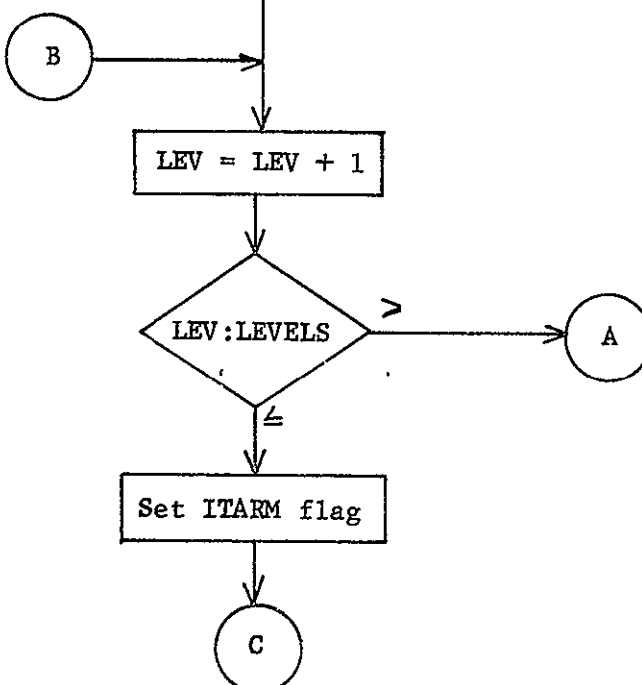 B
LEV = LEV + 1
>
LEV:LEVELS
A
≤
Set ITARM flag
C